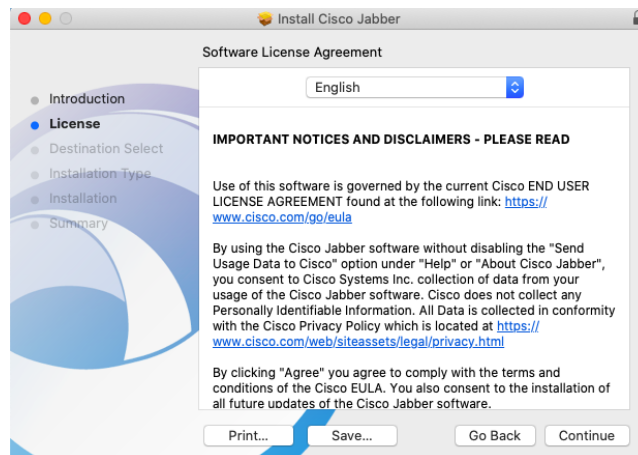 Install Cisco Jabber
Software License Agreement
English
Introduction
License
Destination Select
Installation Type
Installation
Summary
IMPORTANT NOTICES AND DISCLAIMERS - PLEASE READ
Use of this software is governed by the current Cisco END USER
LICENSE AGREEMENT found at the following link: https://
www.cisco.com/go/eula
By using the Cisco Jabber software without disabling the "Send
Usage Data to Cisco" option under "Help" or "About Cisco Jabber",
you consent to Cisco Systems Inc. collection of data from your
usage of the Cisco Jabber software. Cisco does not collect any
Personally Identifiable Information. All Data is collected in conformity
with the Cisco Privacy Policy which is located at https://
www.cisco.com/web/siteassets/legal/privacy.html
By clicking "Agree" you agree to comply with the terms and
conditions of the Cisco EULA. You also consent to the installation of
all future updates of the Cisco Jabber software.
Print...
Save...
Go Back
Continue